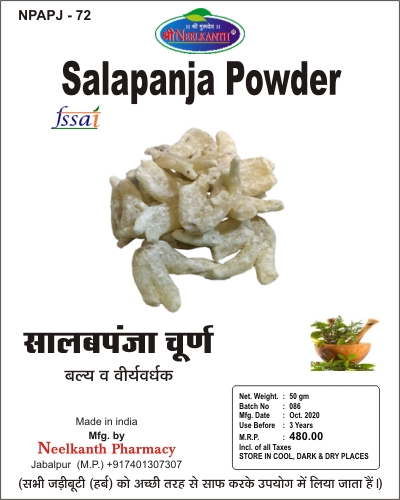 NPAPJ - 72
॥ श्री गुरुदेव ॥
श्री NEELKANTH®
Salapanja Powder
fssai
सालबपंजा चूर्ण
बल्य व वीर्यवर्धक
Net. Weight. : 50 gm
Batch No : 086
Mfg. Date : Oct. 2020
Use Before : 3 Years
M.R.P. : 480.00
Incl. of all Taxes
STORE IN COOL, DARK & DRY PLACES
Made in india
Mfg. by
Neelkanth Pharmacy
Jabalpur (M.P.) +917401307307
(सभी जड़ीबूटी (हर्ब) को अच्छी तरह से साफ करके उपयोग में लिया जाता हैं।)